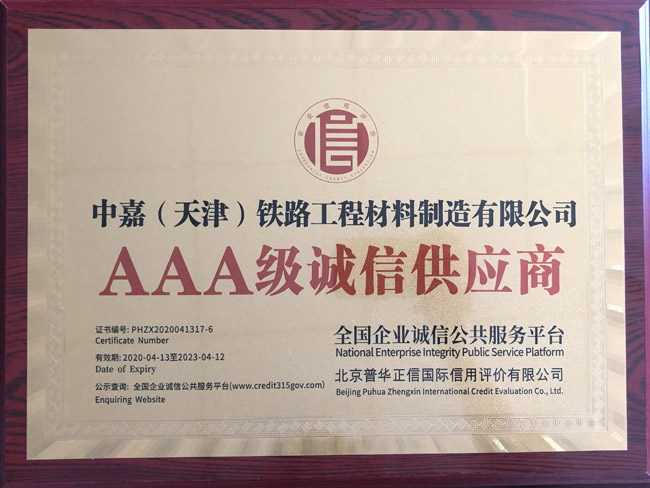 企业信用评价
中嘉（天津）铁路工程材料制造有限公司
AAA级诚信供应商
证书编号: PHZX2020041317-6
Certificate Number
有效期: 2020-04-13至2023-04-12
Date of Expiry
公示查询: 全国企业诚信公共服务平台(www.credit315gov.com)
Enquiring Website
全国企业诚信公共服务平台
National Enterprise Integrity Public Service Platform
北京普华正信国际信用评价有限公司
Beijing Puhua Zhengxin International Credit Evaluation Co., Ltd.